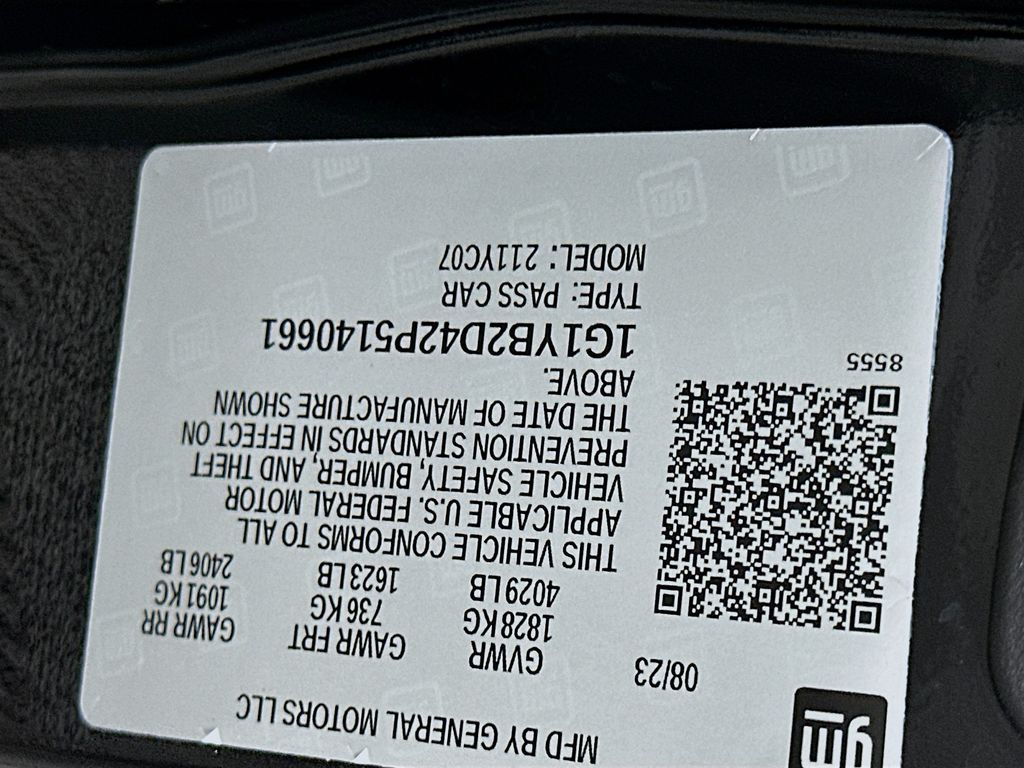 gm
MFD BY GENERAL MOTORS LLC
08/23
GVWR GAWR FRT GAWR RR
1828 KG 736 KG 1091 KG
4029 LB 1623 LB 2406 LB
THIS VEHICLE CONFORMS TO ALL
APPLICABLE U.S. FEDERAL MOTOR
VEHICLE SAFETY, BUMPER, AND THEFT
PREVENTION STANDARDS IN EFFECT ON
THE DATE OF MANUFACTURE SHOWN
ABOVE.
8555
1G1YB2D42P5140661
TYPE: PASS CAR
MODEL: 211YC07